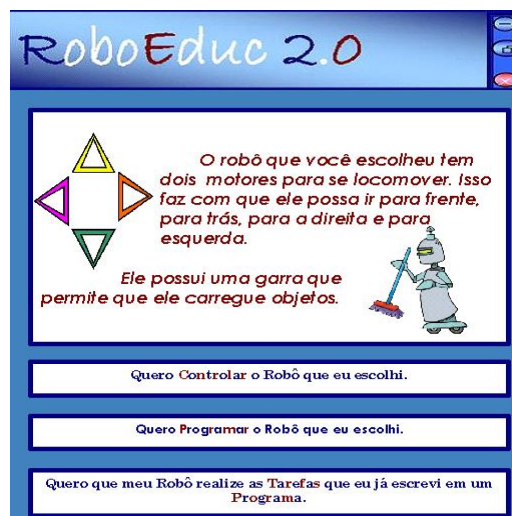 RoboEduc 2.0
O robô que você escolheu tem
dois motores para se locomover. Isso
faz com que ele possa ir para frente,
para trás, para a direita e para
esquerda.
Ele possui uma garra que
permite que ele carregue objetos.
Quero Controlar o Robô que eu escolhi.
Quero Programar o Robô que eu escolhi.
Quero que meu Robô realize as Tarefas que eu já escrevi em um
Programa.